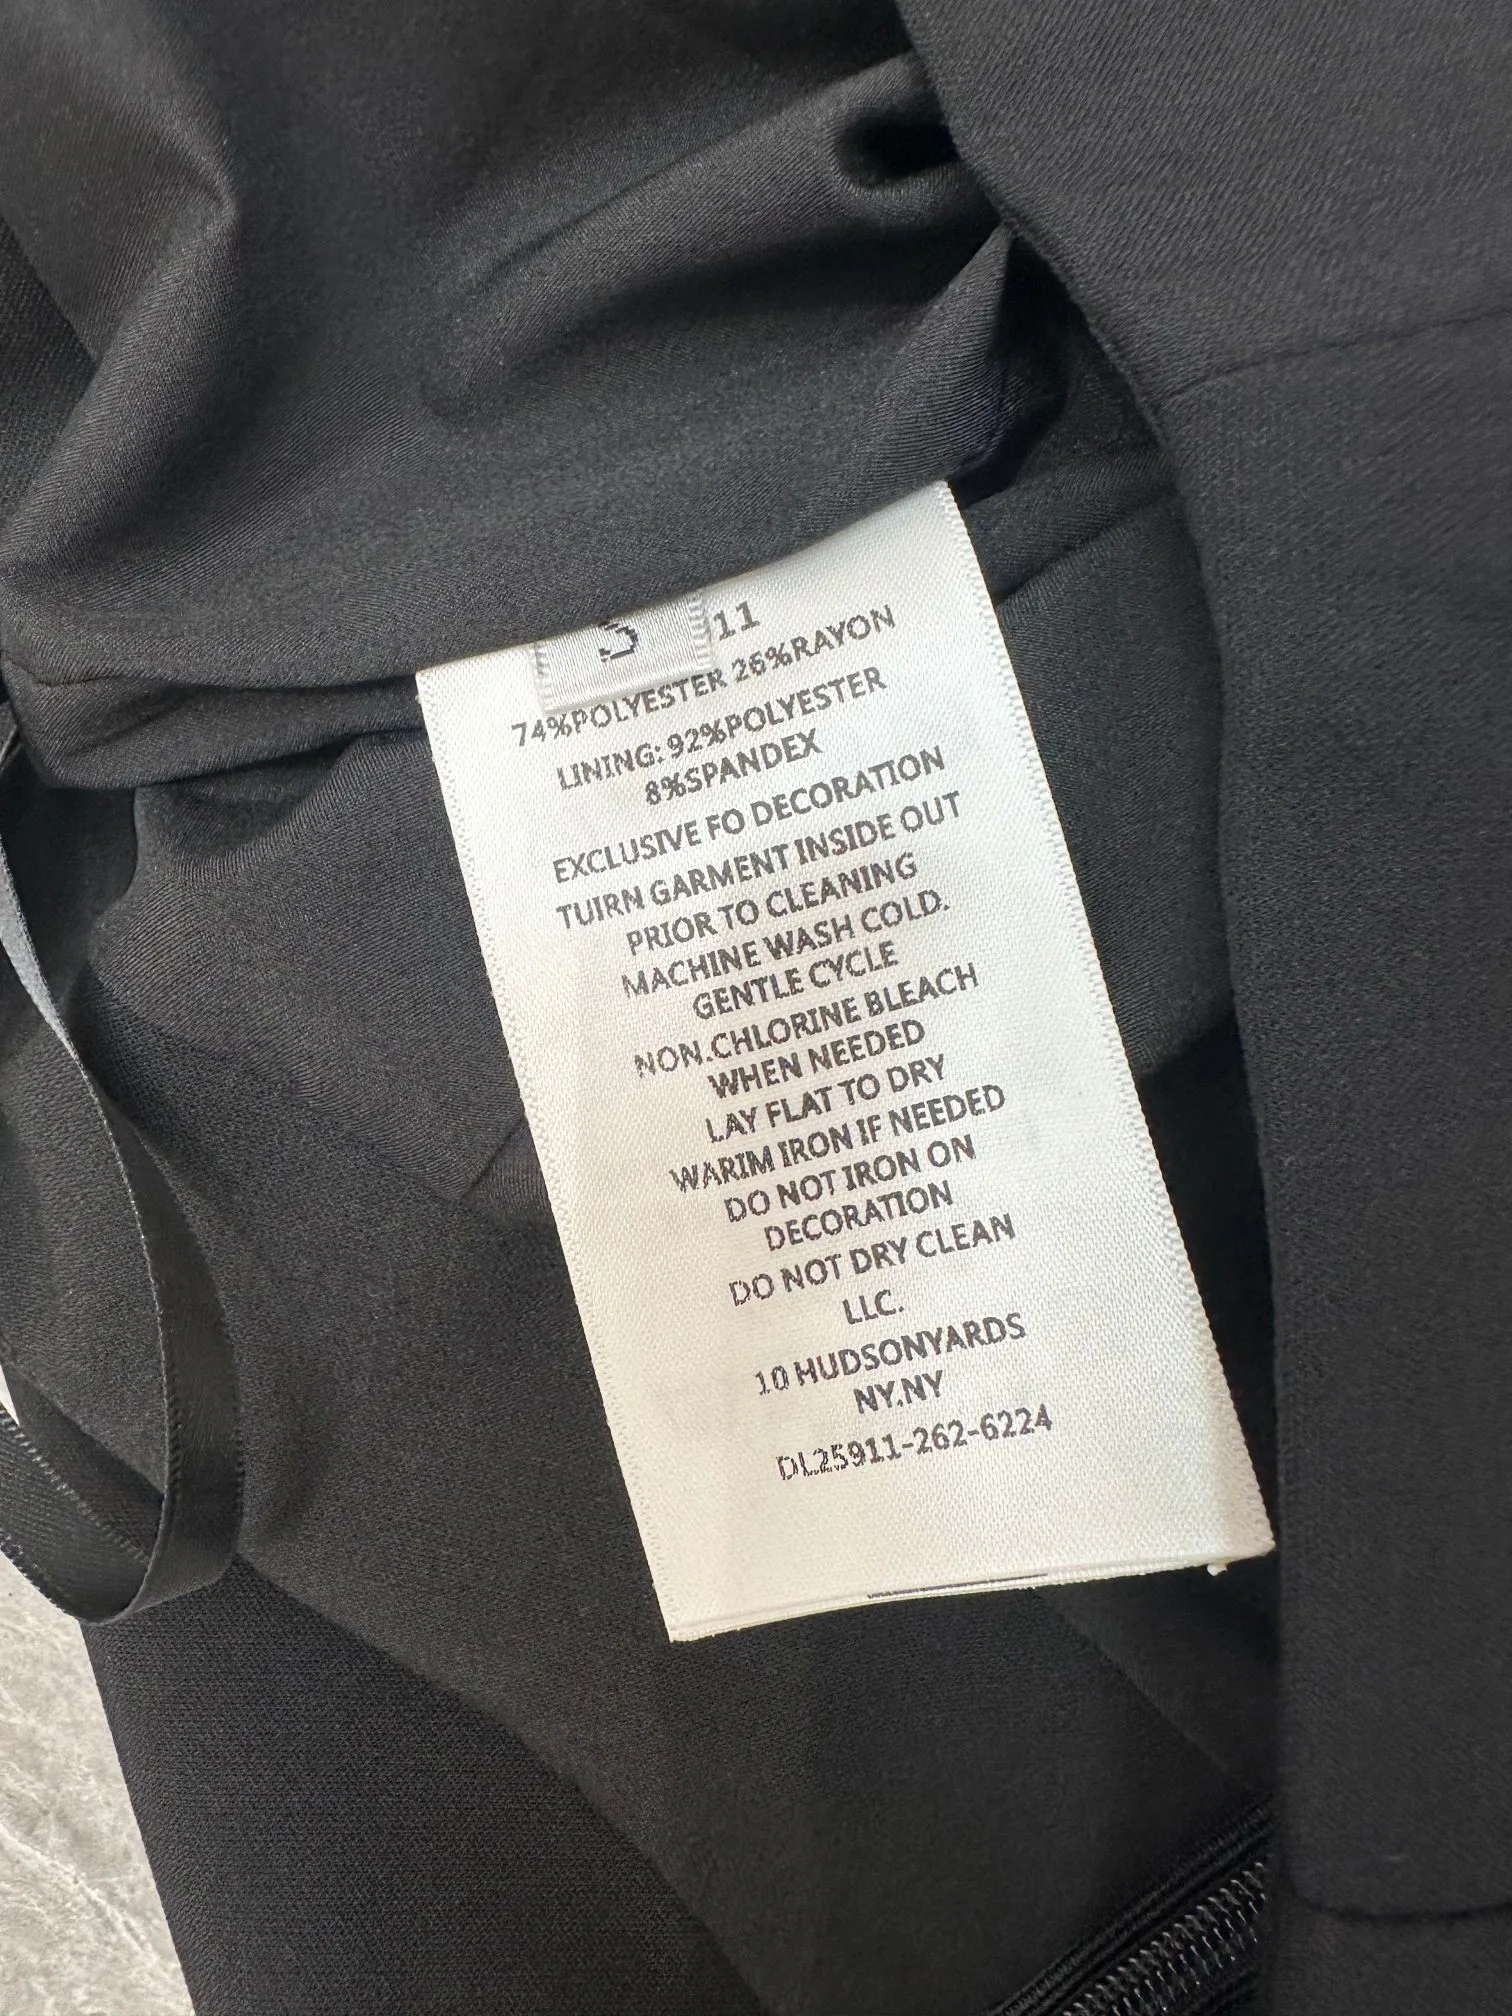 S
11
74%POLYESTER 26%RAYON
LINING: 92%POLYESTER
8%SPANDEX
EXCLUSIVE FO DECORATION
TUIRN GARMENT INSIDE OUT
PRIOR TO CLEANING
MACHINE WASH COLD.
GENTLE CYCLE
NON.CHLORINE BLEACH
WHEN NEEDED
LAY FLAT TO DRY
WARIM IRON IF NEEDED
DO NOT IRON ON
DECORATION
DO NOT DRY CLEAN
LLC.
10 HUDSONYARDS
NY.NY
DL25911-262-6224